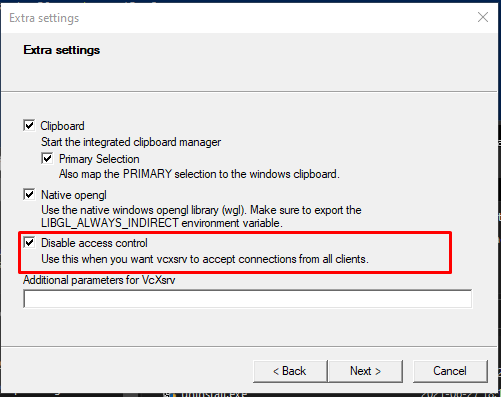 Extra settings
Extra settings
Clipboard
Start the integrated clipboard manager
Primary Selection
Also map the PRIMARY selection to the windows clipboard.
Native opengl
Use the native windows opengl library (wgl). Make sure to export the
LIBGL_ALWAYS_INDIRECT environment variable.
Disable access control
Use this when you want vcxsrv to accept connections from all clients.
Additional parameters for VcXsrv
< Back
Next >
Cancel